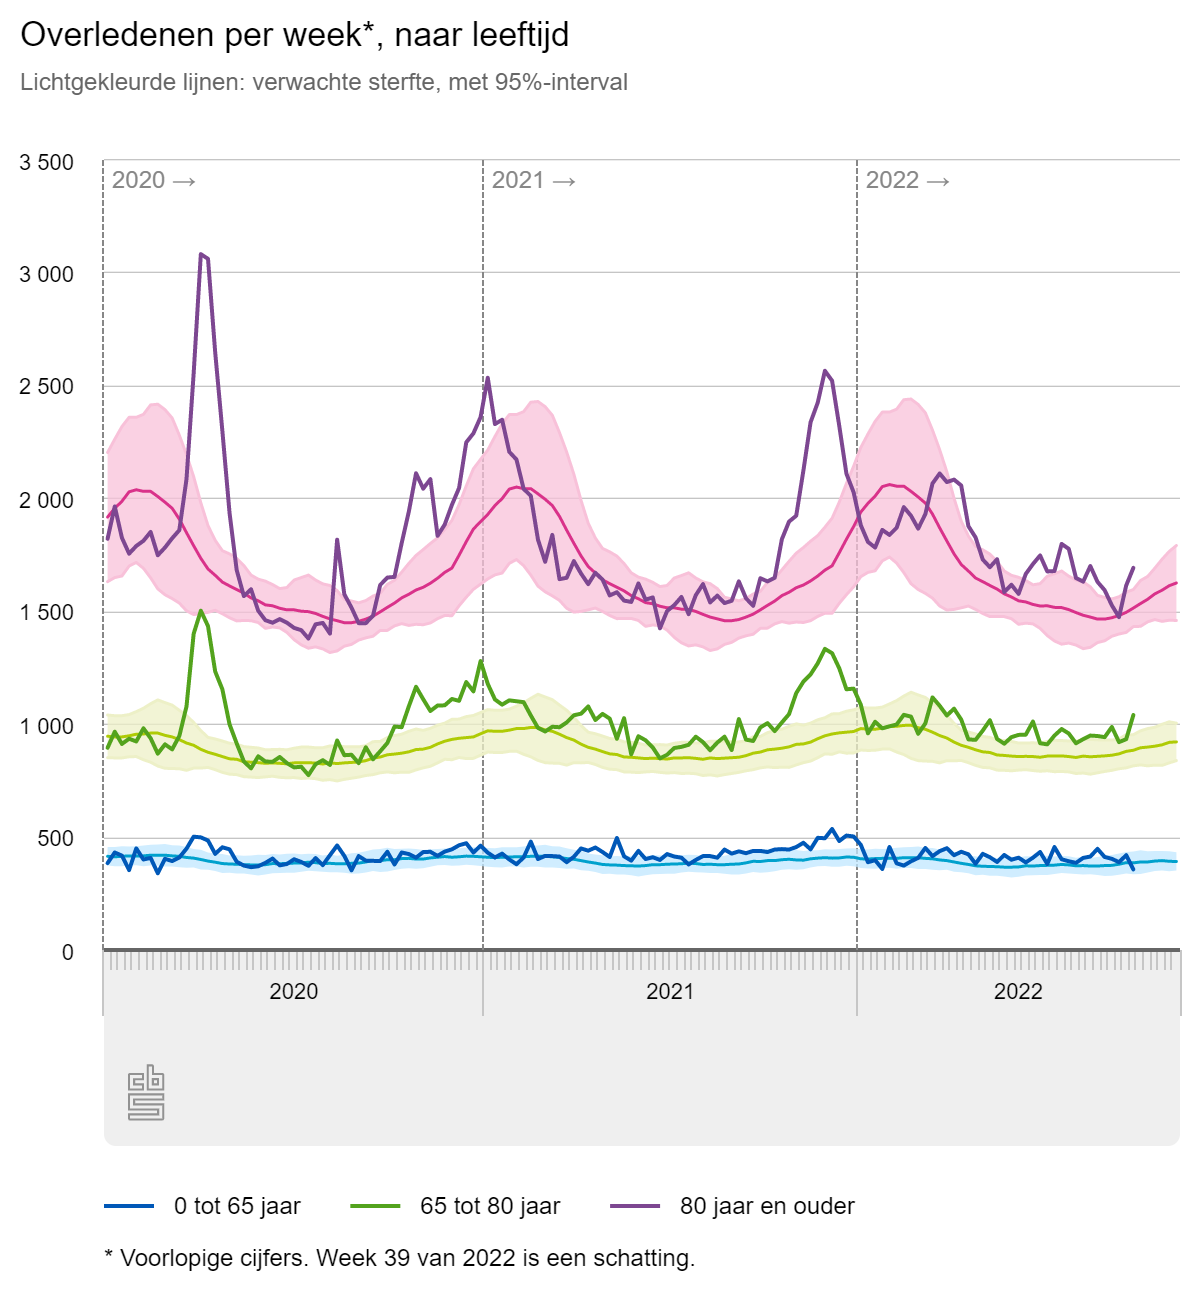 Overledenen per week*, naar leeftijd
Lichtgekleurde lijnen: verwachte sterfte, met 95%-interval
3 500
2020 →
2021 →
2022 →
3 000
2 500
2 000
1 500
1 000
500
0
2020
2021
2022
cbs
0 tot 65 jaar
65 tot 80 jaar
80 jaar en ouder
* Voorlopige cijfers. Week 39 van 2022 is een schatting.